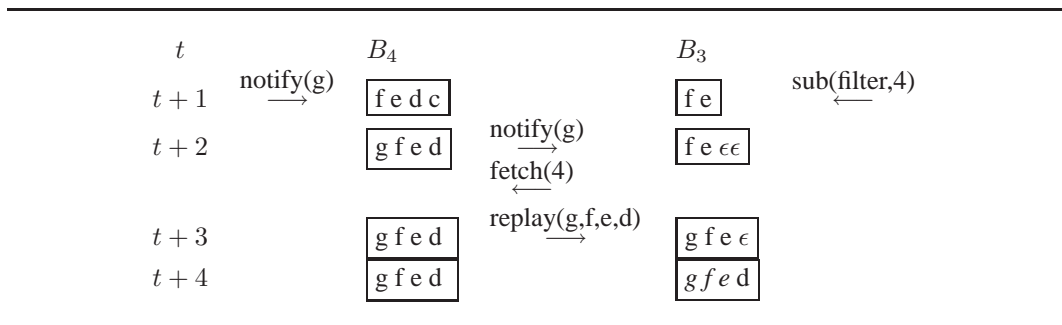 t B₄ B₃
notify(g) sub(filter,4)
t + 1 → f e d c f e ←
t + 2 g f e d notify(g) → f e ϵϵ
fetch(4) ←
replay(g,f,e,d)
t + 3 g f e d → g f e ϵ
t + 4 g f e d g f e d